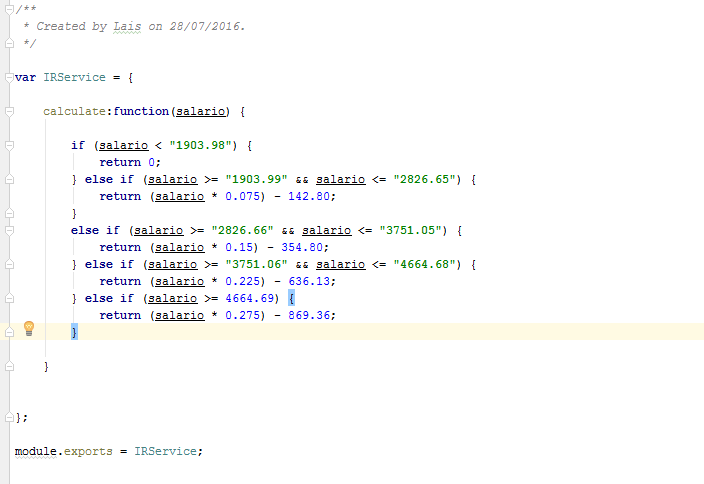 /**
 * Created by Lais on 28/07/2016.
 */
var IRService = {
calculate:function(salario) {
if (salario < "1903.98") {
return 0;
} else if (salario >= "1903.99" && salario <= "2826.65") {
return (salario * 0.075) - 142.80;
}
else if (salario >= "2826.66" && salario <= "3751.05") {
return (salario * 0.15) - 354.80;
} else if (salario >= "3751.06" && salario <= "4664.68") {
return (salario * 0.225) - 636.13;
} else if (salario >= 4664.69) {
return (salario * 0.275) - 869.36;
}
}
};
module.exports = IRService;